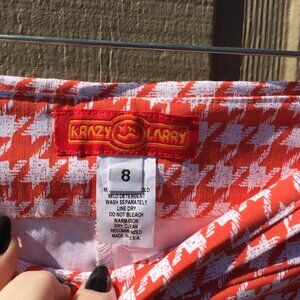 KRAZY LARRY
8
MILD DETERGENT
WASH SEPARATELY
LINE DRY
DO NOT BLEACH
WARM IRON
DRY CLEAN
RECOMMENDED
MADE IN U.S.A.